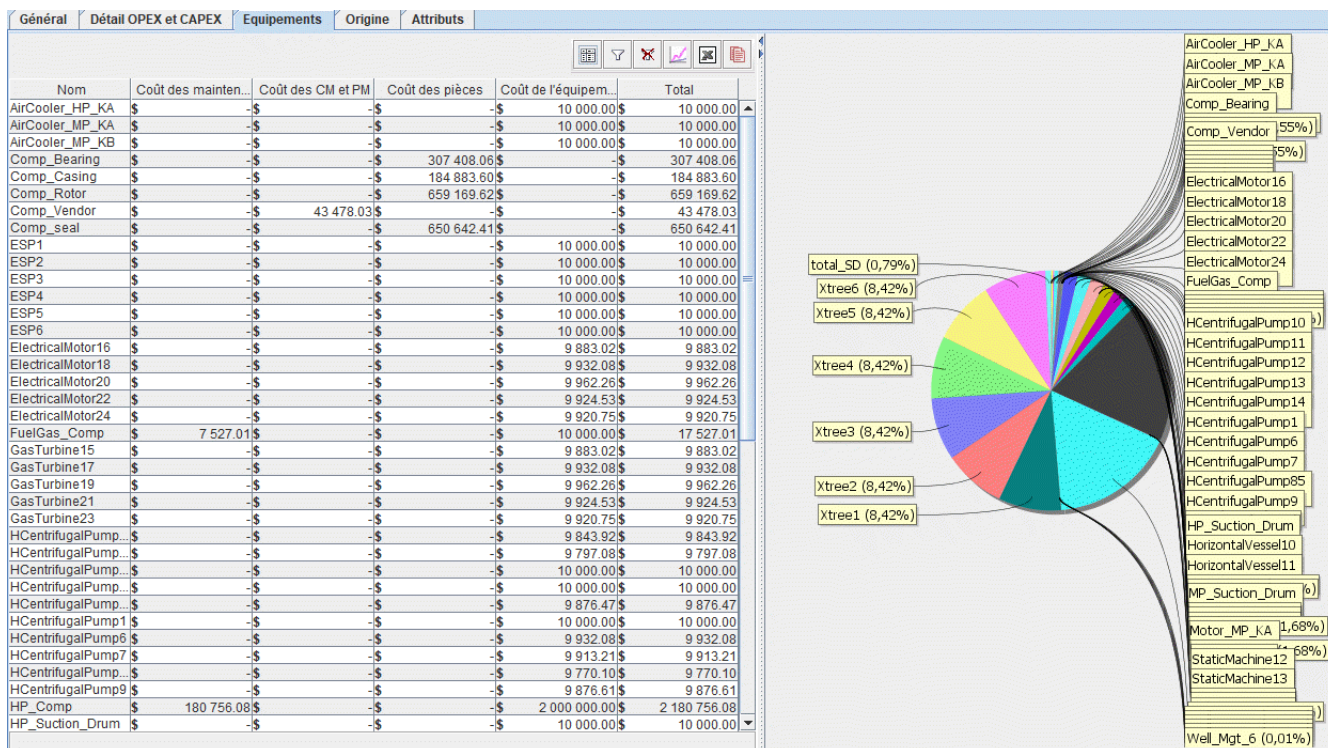 Général Détail OPEX et CAPEX Equipements Origine Attributs
Nom Coût des mainten... Coût des CM et PM Coût des pièces Coût de l'équipem... Total
AirCooler_HP_KA $ - $ - $ - $ 10 000.00 $ 10 000.00
AirCooler_MP_KA $ - $ - $ - $ 10 000.00 $ 10 000.00
AirCooler_MP_KB $ - $ - $ - $ 10 000.00 $ 10 000.00
Comp_Bearing $ - $ - $ 307 408.06 $ - $ 307 408.06
Comp_Casing $ - $ - $ 184 883.60 $ - $ 184 883.60
Comp_Rotor $ - $ - $ 659 169.62 $ - $ 659 169.62
Comp_Vendor $ - $ 43 478.03 $ - $ - $ 43 478.03
Comp_seal $ - $ - $ 650 642.41 $ - $ 650 642.41
ESP1 $ - $ - $ - $ 10 000.00 $ 10 000.00
ESP2 $ - $ - $ - $ 10 000.00 $ 10 000.00
ESP3 $ - $ - $ - $ 10 000.00 $ 10 000.00
ESP4 $ - $ - $ - $ 10 000.00 $ 10 000.00
ESP5 $ - $ - $ - $ 10 000.00 $ 10 000.00
ESP6 $ - $ - $ - $ 10 000.00 $ 10 000.00
ElectricalMotor16 $ - $ - $ - $ 9 883.02 $ 9 883.02
ElectricalMotor18 $ - $ - $ - $ 9 932.08 $ 9 932.08
ElectricalMotor20 $ - $ - $ - $ 9 962.26 $ 9 962.26
ElectricalMotor22 $ - $ - $ - $ 9 924.53 $ 9 924.53
ElectricalMotor24 $ - $ - $ - $ 9 920.75 $ 9 920.75
FuelGas_Comp $ 7 527.01 $ - $ - $ 10 000.00 $ 17 527.01
GasTurbine15 $ - $ - $ - $ 9 883.02 $ 9 883.02
GasTurbine17 $ - $ - $ - $ 9 932.08 $ 9 932.08
GasTurbine19 $ - $ - $ - $ 9 962.26 $ 9 962.26
GasTurbine21 $ - $ - $ - $ 9 924.53 $ 9 924.53
GasTurbine23 $ - $ - $ - $ 9 920.75 $ 9 920.75
HCentrifugalPump... $ - $ - $ - $ 9 843.92 $ 9 843.92
HCentrifugalPump... $ - $ - $ - $ 9 797.08 $ 9 797.08
HCentrifugalPump... $ - $ - $ - $ 10 000.00 $ 10 000.00
HCentrifugalPump... $ - $ - $ - $ 10 000.00 $ 10 000.00
HCentrifugalPump... $ - $ - $ - $ 9 876.47 $ 9 876.47
HCentrifugalPump1 $ - $ - $ - $ 10 000.00 $ 10 000.00
HCentrifugalPump6 $ - $ - $ - $ 9 932.08 $ 9 932.08
HCentrifugalPump7 $ - $ - $ - $ 9 913.21 $ 9 913.21
HCentrifugalPump... $ - $ - $ - $ 9 770.10 $ 9 770.10
HCentrifugalPump9 $ - $ - $ - $ 9 876.61 $ 9 876.61
HP_Comp $ 180 756.08 $ - $ - $ 2 000 000.00 $ 2 180 756.08
HP_Suction_Drum $ - $ - $ - $ 10 000.00 $ 10 000.00
total_SD (0,79%)
Xtree6 (8,42%)
Xtree5 (8,42%)
Xtree4 (8,42%)
Xtree3 (8,42%)
Xtree2 (8,42%)
Xtree1 (8,42%)
AirCooler_HP_KA
AirCooler_MP_KA
AirCooler_MP_KB
Comp_Bearing
Comp_Vendor ,55%)
55%)
ElectricalMotor16
ElectricalMotor18
ElectricalMotor20
ElectricalMotor22
ElectricalMotor24
FuelGas_Comp
HCentrifugalPump10
HCentrifugalPump11
HCentrifugalPump12
HCentrifugalPump13
HCentrifugalPump14
HCentrifugalPump1
HCentrifugalPump6
HCentrifugalPump7
HCentrifugalPump85
HCentrifugalPump9
HP_Suction_Drum
HorizontalVessel10
HorizontalVessel11
MP_Suction_Drum
Motor_MP_KA 1,68%)
StaticMachine12
StaticMachine13
Well_Mgt_6 (0,01%)